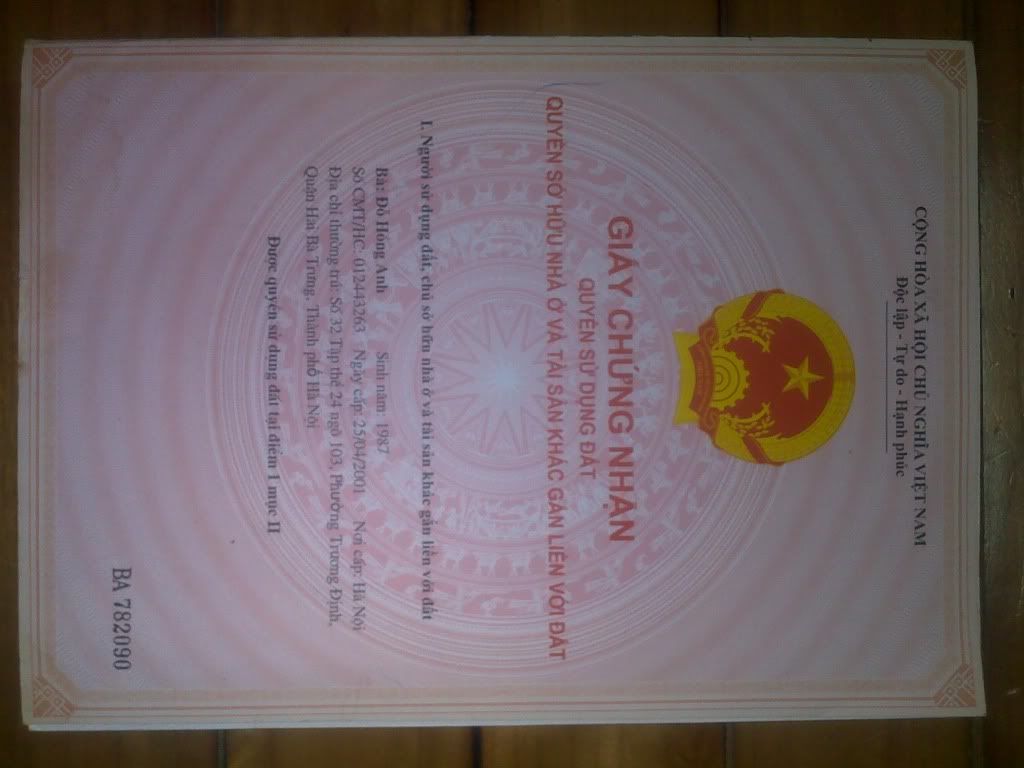 CỘNG HÒA XÃ HỘI CHỦ NGHĨA VIỆT NAM
Độc lập - Tự do - Hạnh phúc
GIẤY CHỨNG NHẬN
QUYỀN SỬ DỤNG ĐẤT
QUYỀN SỞ HỮU NHÀ Ở VÀ TÀI SẢN KHÁC GẮN LIỀN VỚI ĐẤT
I. Người sử dụng đất, chủ sở hữu nhà ở và tài sản khác gắn liền với đất
Bà: Đỗ Hồng Anh Sinh năm: 1987
Số CMT/HC: 012443263 Ngày cấp: 25/04/2001 Nơi cấp: Hà Nội
Địa chỉ thường trú: Số 32 Tập thể 24 ngõ 103, Phường Trương Định,
Quận Hai Bà Trưng, Thành phố Hà Nội
Được quyền sử dụng đất tại điểm 1 mục II
BA 782090